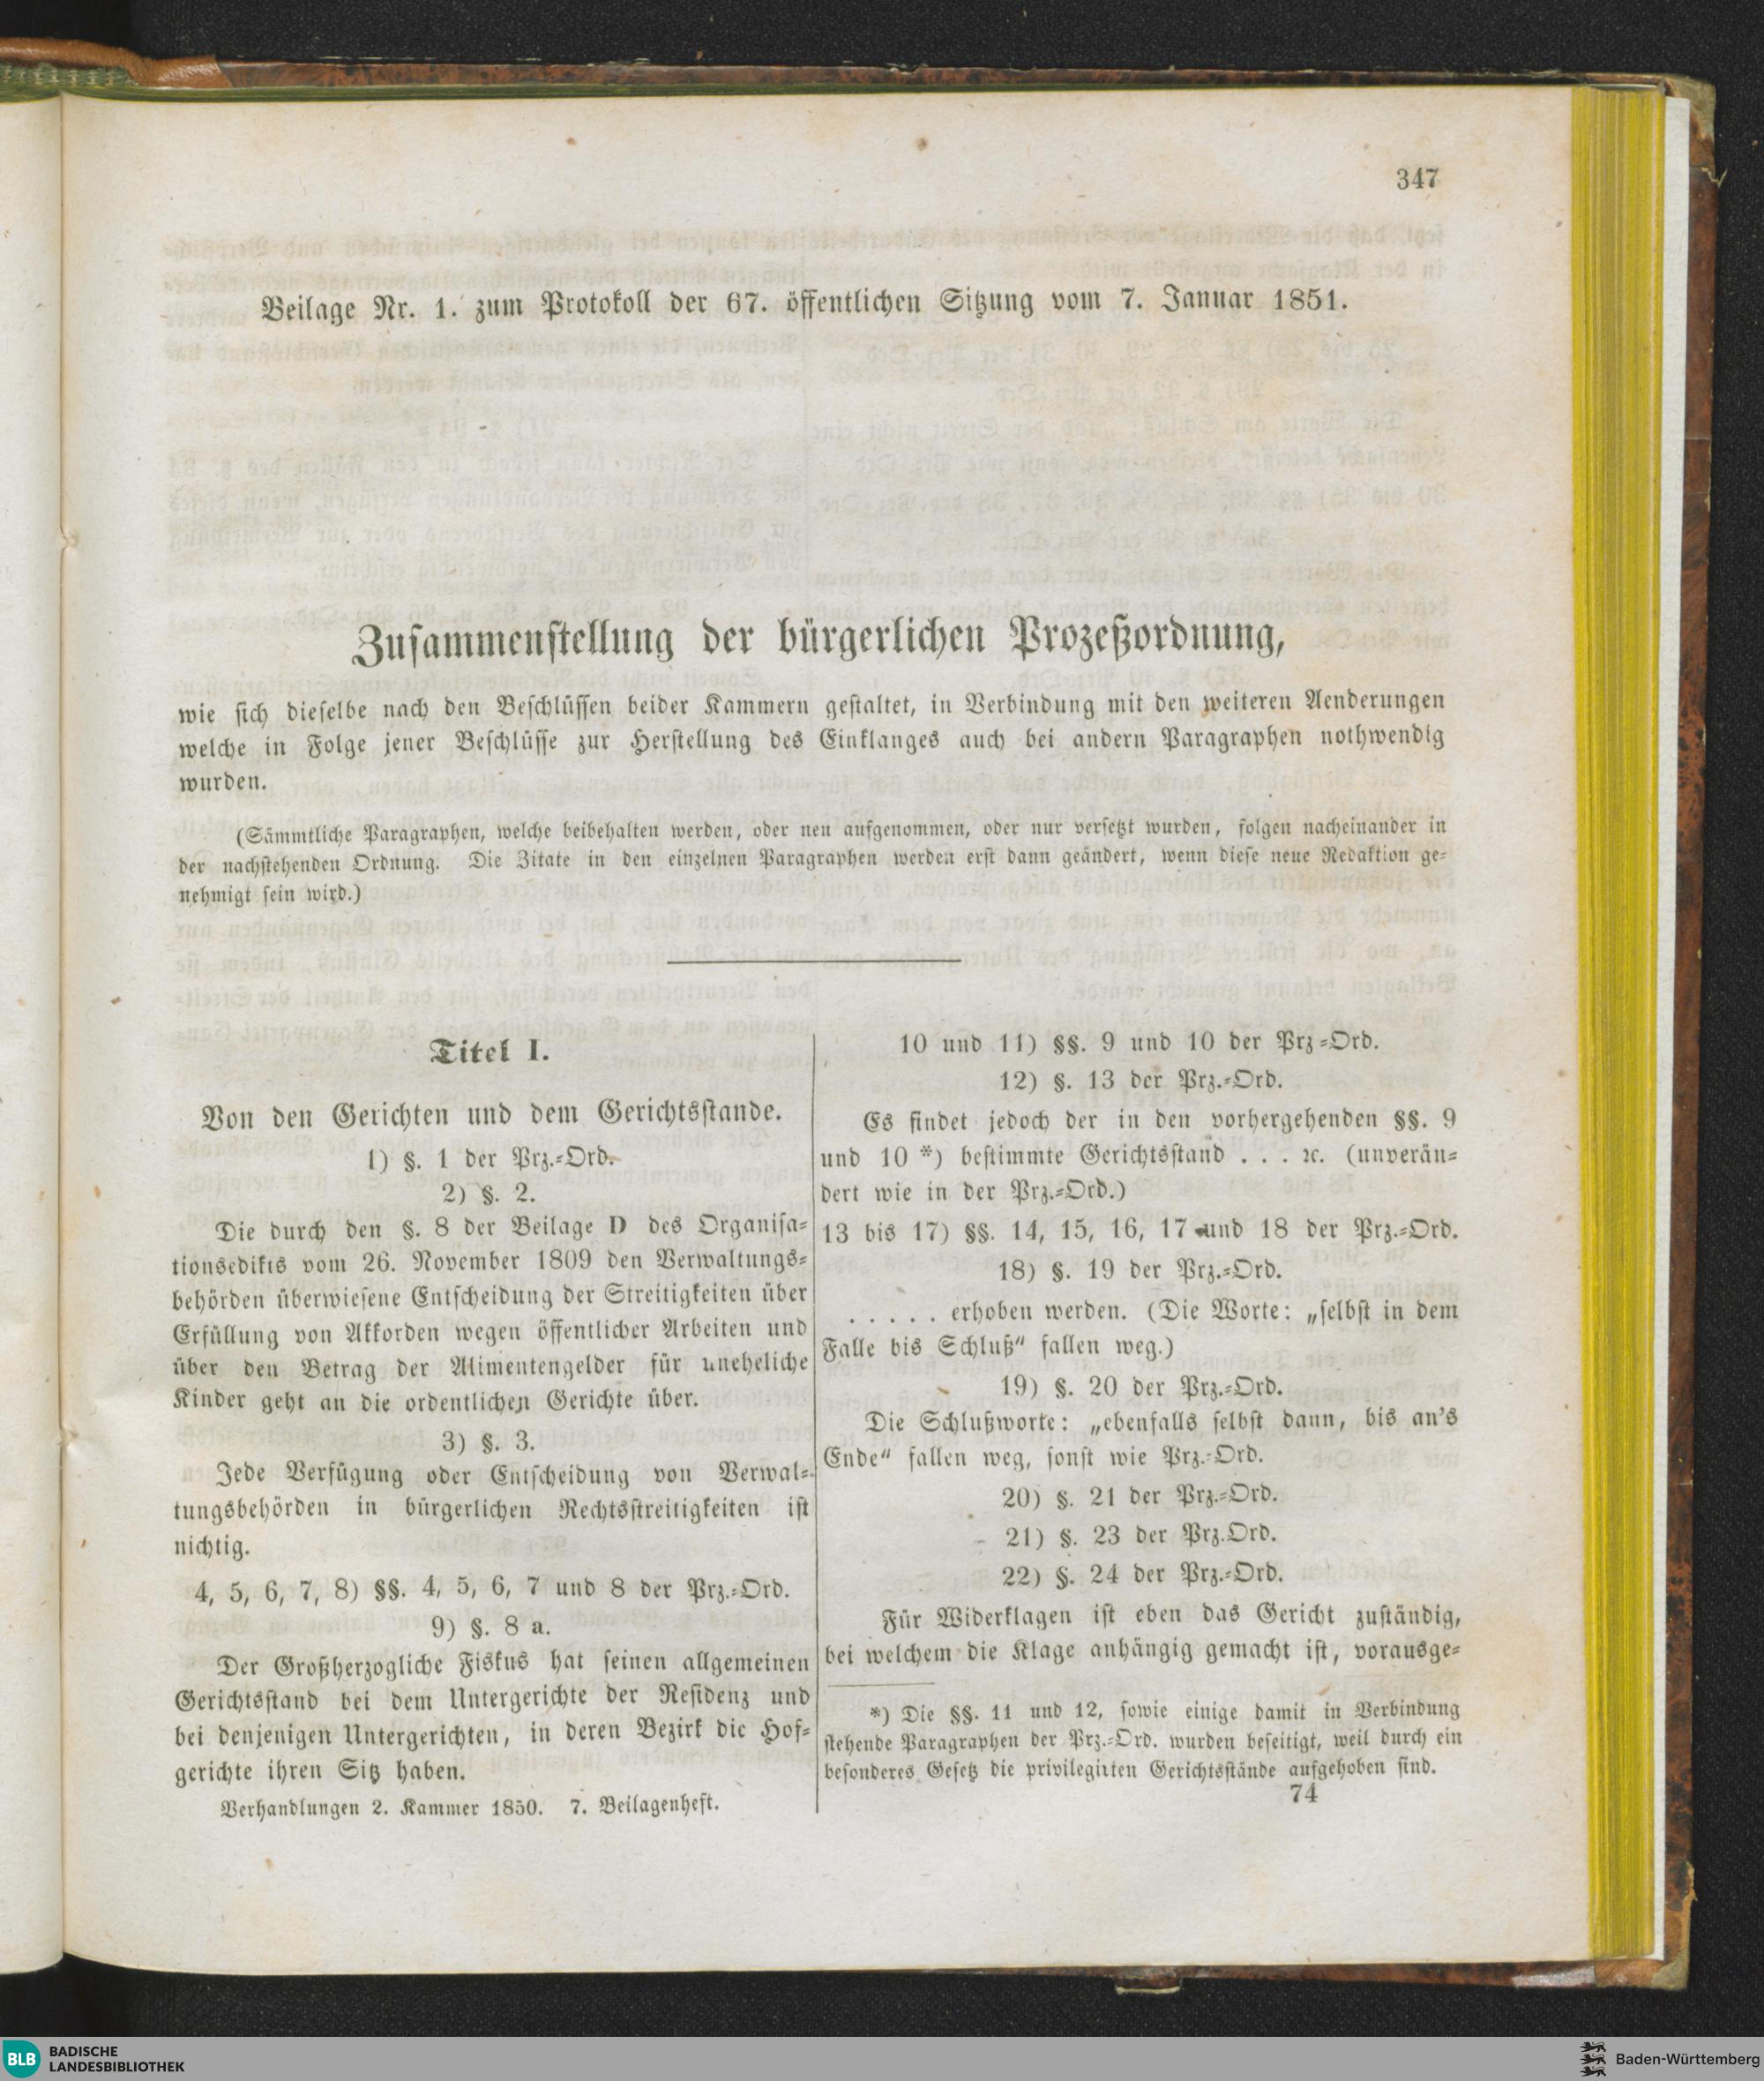 347
Beilage Nr. 1. zum Protokoll der 67. öffentlichen Sitzung vom 7. Januar 1851.
Zusammenstellung der bürgerlichen Prozeßordnung,
wie sich dieselbe nach den Beschlüssen beider Kammern gestaltet, in Verbindung mit den weiteren Aenderungen
welche in Folge jener Beschlüsse zur Herstellung des Einklanges auch bei andern Paragraphen nothwendig
wurden.
(Sämmtliche Paragraphen, welche beibehalten werden, oder neu aufgenommen, oder nur versetzt wurden, folgen nacheinander in
der nachstehenden Ordnung. Die Zitate in den einzelnen Paragraphen werden erst dann geändert, wenn diese neue Redaktion ge-
nehmigt sein wird.)
Titel I.
Von den Gerichten und dem Gerichtsstande.
1) §. 1 der Prz.-Ord.
2) §. 2.
Die durch den §. 8 der Beilage D des Organisa-
tionsedikts vom 26. November 1809 den Verwaltungs-
behörden überwiesene Entscheidung der Streitigkeiten über
Erfüllung von Akkorden wegen öffentlicher Arbeiten und
über den Betrag der Alimentengelder für uneheliche
Kinder geht an die ordentlichen Gerichte über.
3) §. 3.
Jede Verfügung oder Entscheidung von Verwal-
tungsbehörden in bürgerlichen Rechtsstreitigkeiten ist
nichtig.
4, 5, 6, 7, 8) §§. 4, 5, 6, 7 und 8 der Prz.-Ord.
9) §. 8 a.
Der Großherzogliche Fiskus hat seinen allgemeinen
Gerichtsstand bei dem Untergerichte der Residenz und
bei denjenigen Untergerichten, in deren Bezirk die Hof-
gerichte ihren Sitz haben.
Verhandlungen 2. Kammer 1850. 7. Beilagenheft.
10 und 11) §§. 9 und 10 der Prz-Ord.
12) §. 13 der Prz.-Ord.
Es findet jedoch der in den vorhergehenden §§. 9
und 10 *) bestimmte Gerichtsstand . . . ꝛc. (unverän-
dert wie in der Prz.-Ord.)
13 bis 17) §§. 14, 15, 16, 17 und 18 der Prz.-Ord.
18) §. 19 der Prz.-Ord.
. . . . . erhoben werden. (Die Worte: „selbst in dem
Falle bis Schluß“ fallen weg.)
19) §. 20 der Prz.-Ord.
Die Schlußworte: „ebenfalls selbst dann, bis an's
Ende“ fallen weg, sonst wie Prz.-Ord.
20) §. 21 der Prz.-Ord.
21) §. 23 der Prz.Ord.
22) §. 24 der Prz.-Ord.
Für Widerklagen ist eben das Gericht zuständig,
bei welchem die Klage anhängig gemacht ist, vorausge-
*) Die §§. 11 und 12, sowie einige damit in Verbindung
stehende Paragraphen der Prz.-Ord. wurden beseitigt, weil durch ein
besonderes Gesetz die privilegirten Gerichtsstände aufgehoben sind.
74
BLB BADISCHE
LANDESBIBLIOTHEK
Baden-Württemberg